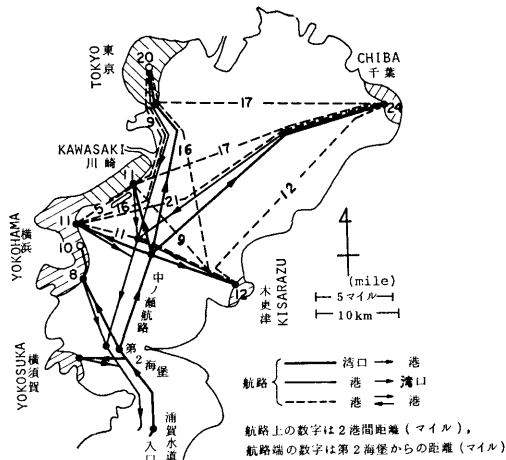 TOKYO
東京
20
CHIBA
千葉
24
17
9
KAWASAKI
川崎
11
17
16
12
5
16
21
YOKOHAMA
横浜
11
11
9
10
8
12
木更津
KISARAZU
中ノ瀬航路
(mile)
5マイル
10km
YOKOSUKA
横須賀
第2海堡
浦賀水道
入口
航路
湾口 → 港
港 → 湾口
港 ⇄ 港
航路上の数字は2港間距離(マイル),
航路端の数字は第2海堡からの距離(マイル)